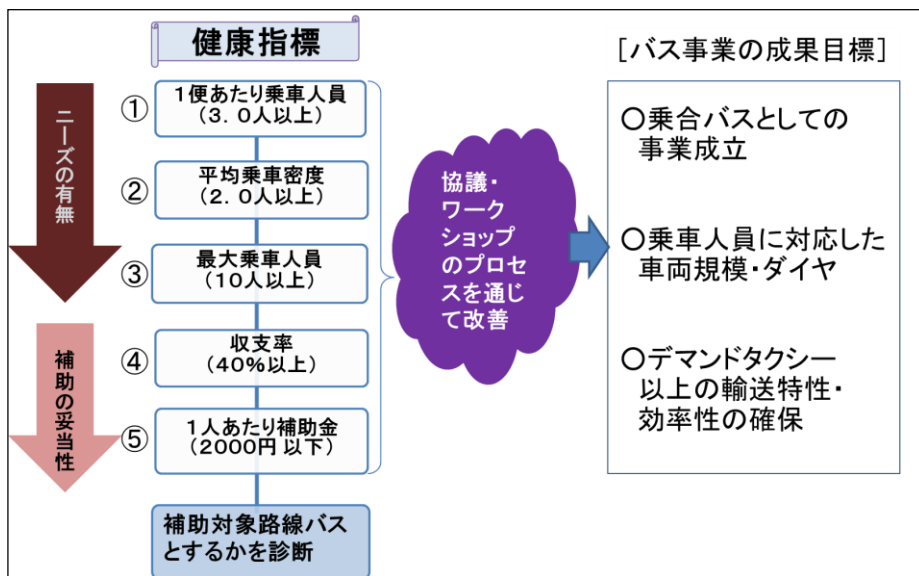 健康指標
ニーズの有無
①
1便あたり乗車人員
(3.0人以上)
②
平均乗車密度
(2.0人以上)
③
最大乗車人員
(10人以上)
補助の妥当性
④
収支率
(40%以上)
⑤
1人あたり補助金
(2000円 以下)
補助対象路線バス
とするかを診断
協議・
ワーク
ショップ
のプロセ
スを通じ
て改善
[バス事業の成果目標]
○乗合バスとしての
事業成立
○乗車人員に対応した
車両規模・ダイヤ
○デマンドタクシー
以上の輸送特性・
効率性の確保